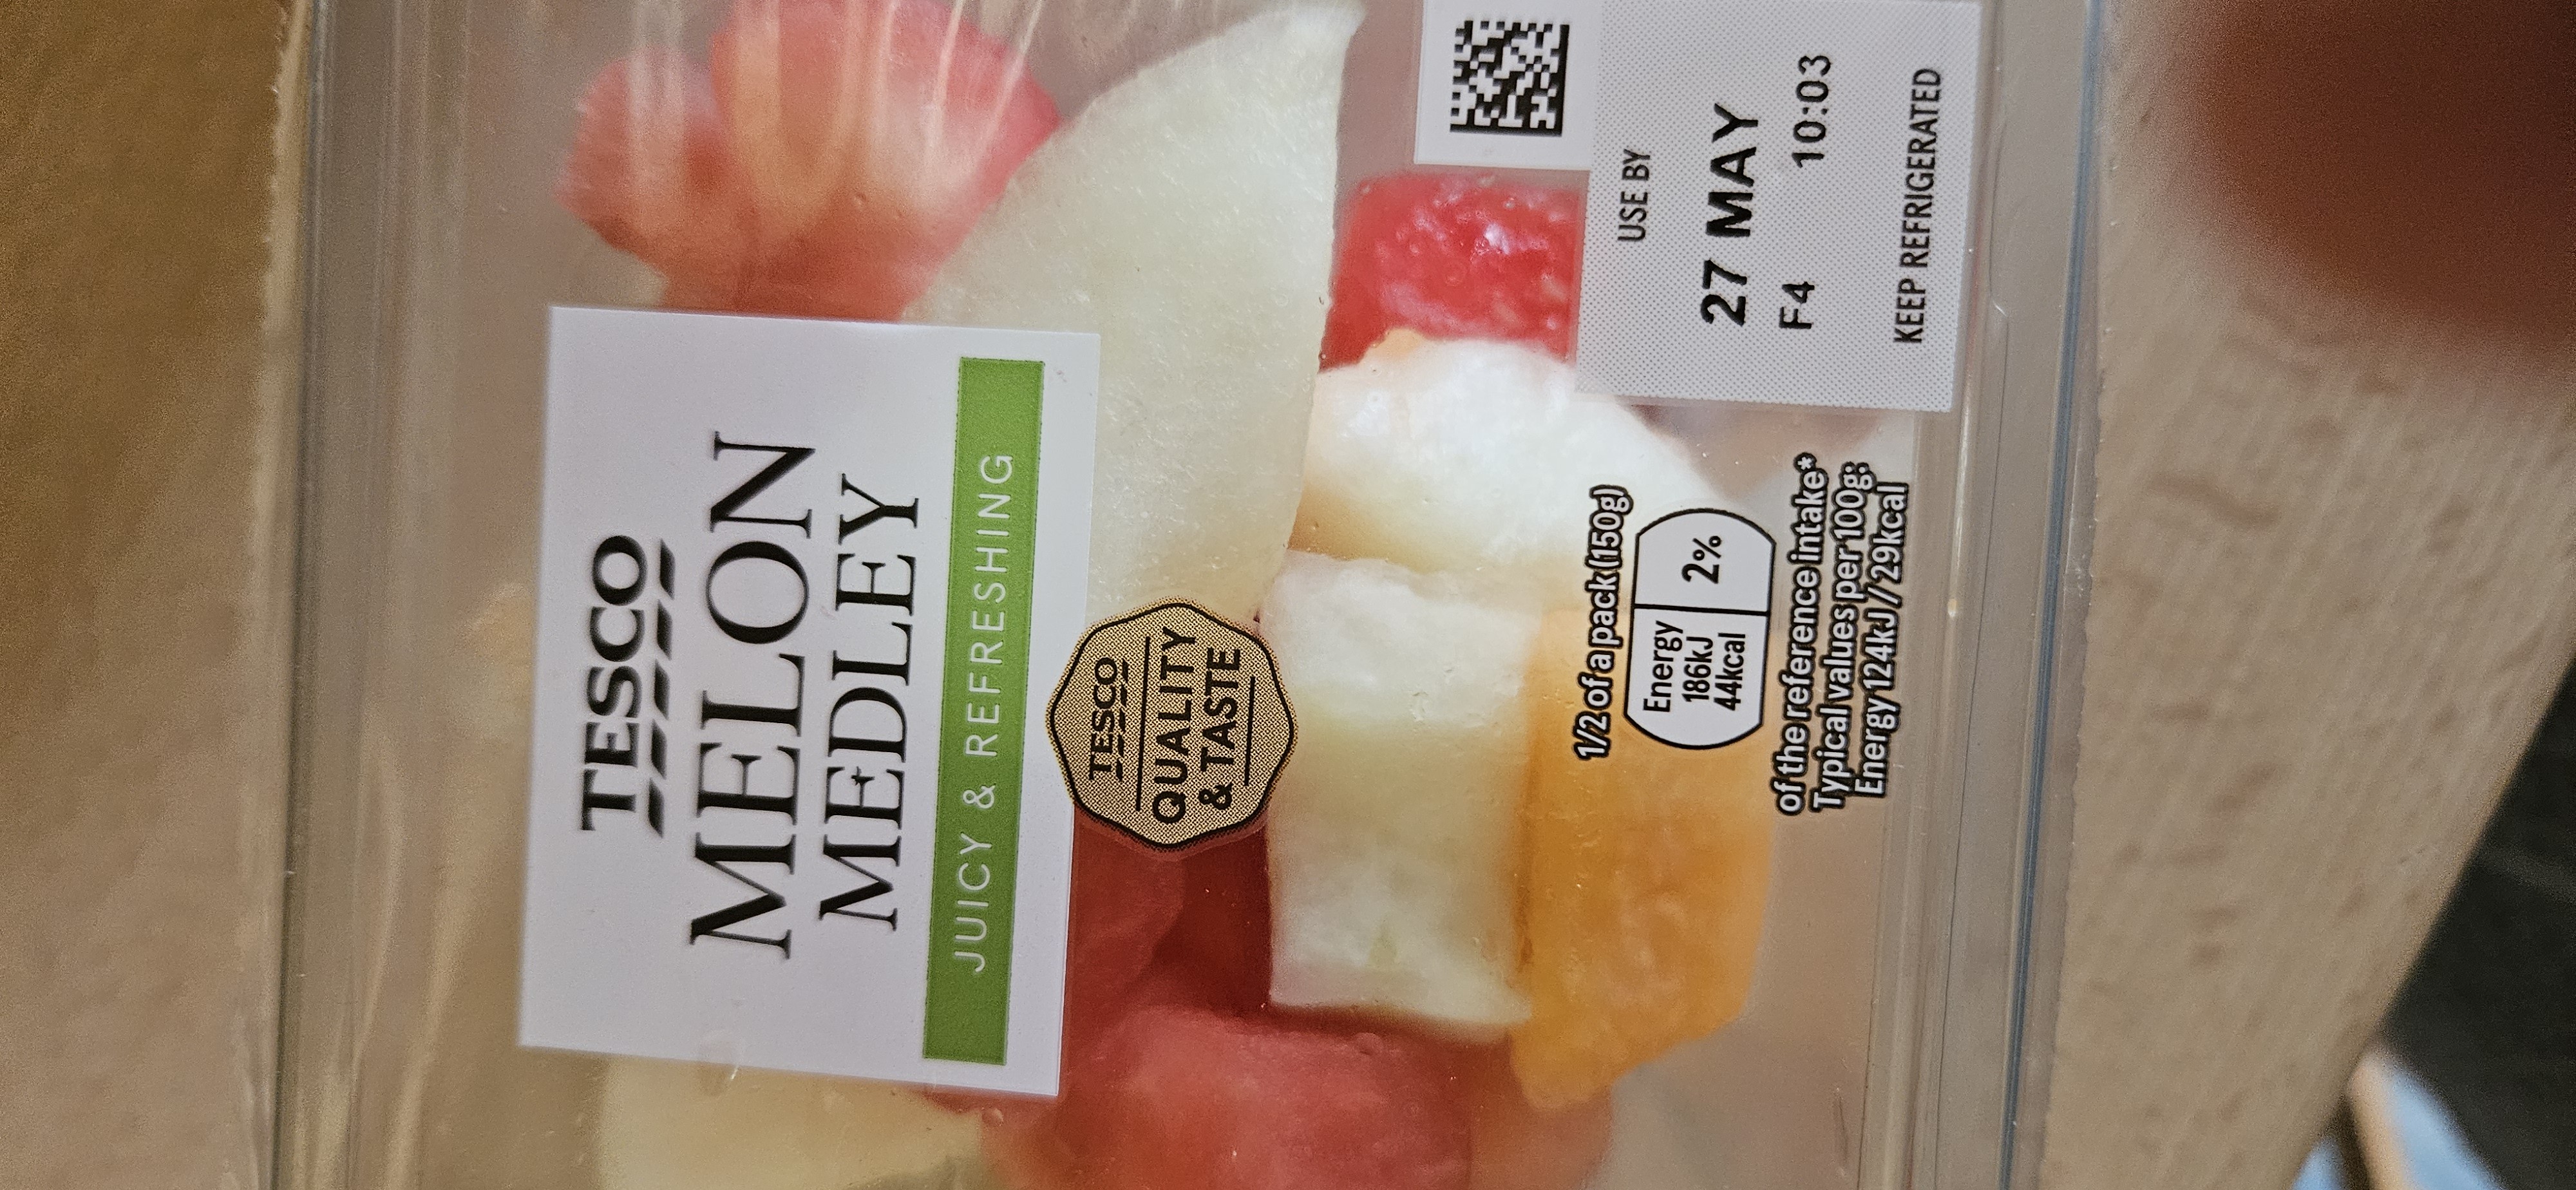 TESCO
MELON
MEDLEY
JUICY & REFRESHING
TESCO
QUALITY
& TASTE
USE BY
27 MAY
F4 10:03
KEEP REFRIGERATED
1/2 of a pack (150g)
Energy
186kJ
44kcal
2%
of the reference intake*
Typical values per 100g:
Energy 124kJ / 29kcal